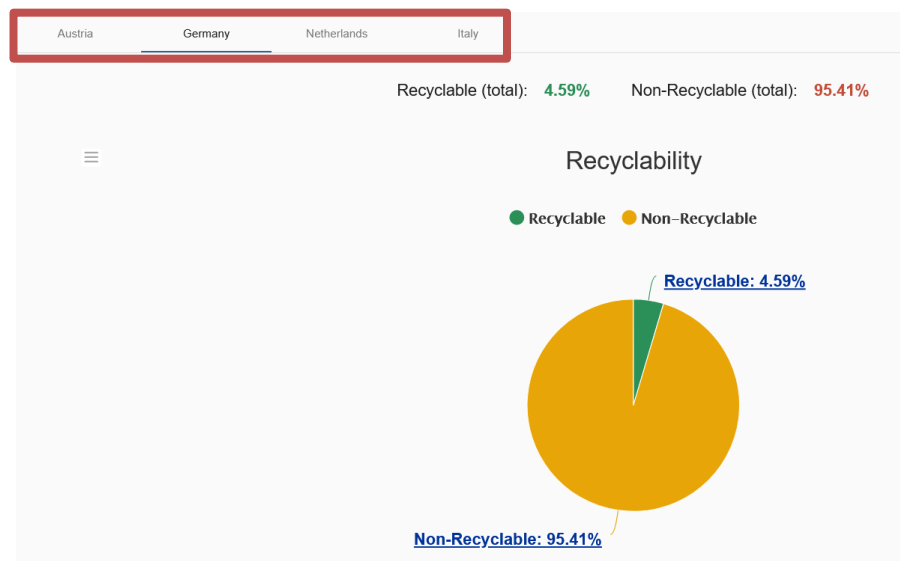 Austria Germany Netherlands Italy
Recyclable (total): 4.59% Non-Recyclable (total): 95.41%
Recyclability
Recyclable Non-Recyclable
Recyclable: 4.59%
Non-Recyclable: 95.41%